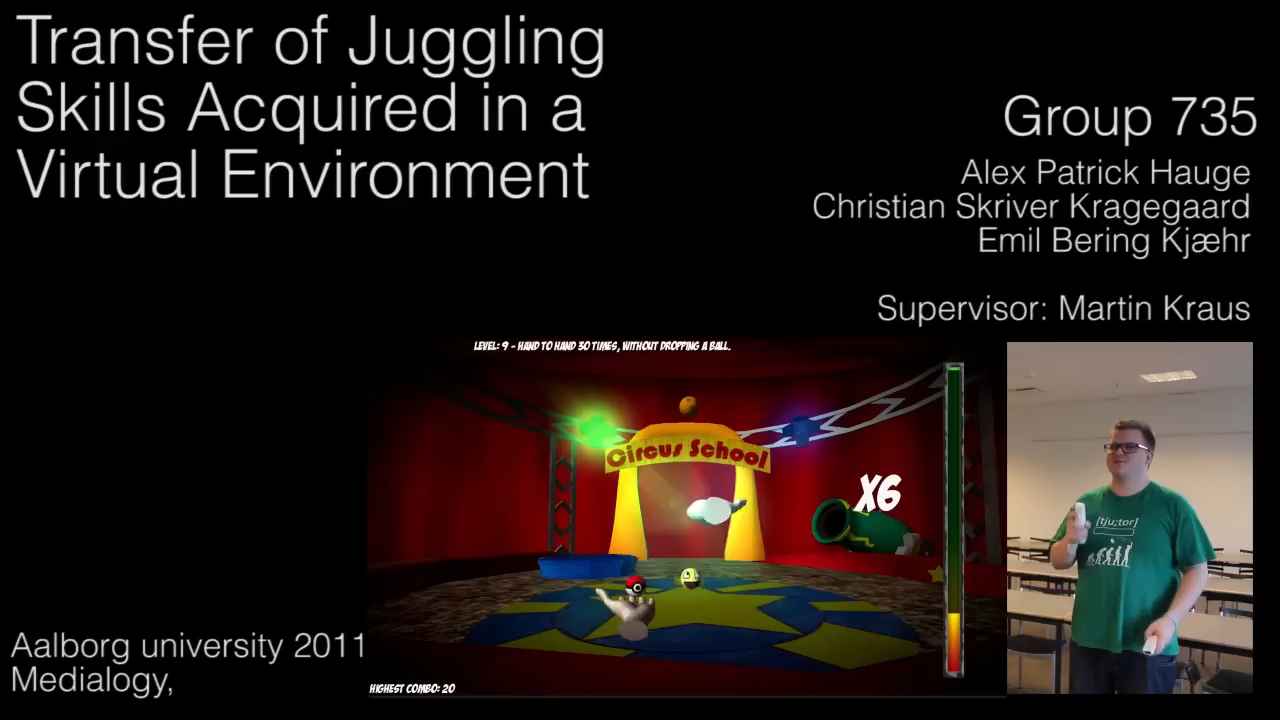 Transfer of Juggling
Skills Acquired in a
Virtual Environment
Group 735
Alex Patrick Hauge
Christian Skriver Kragegaard
Emil Bering Kjæhr
Supervisor: Martin Kraus
LEVEL: 9 - HAND TO HAND 30 TIMES, WITHOUT DROPPING A BALL.
Circus School
X6
[tju;tor]
HIGHEST COMBO: 20
Aalborg university 2011
Medialogy,